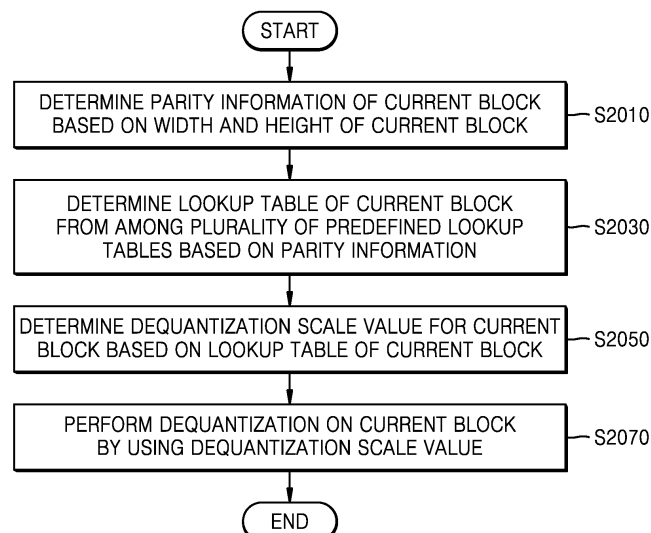 START
DETERMINE PARITY INFORMATION OF CURRENT BLOCK
BASED ON WIDTH AND HEIGHT OF CURRENT BLOCK
S2010
DETERMINE LOOKUP TABLE OF CURRENT BLOCK
FROM AMONG PLURALITY OF PREDEFINED LOOKUP
TABLES BASED ON PARITY INFORMATION
S2030
DETERMINE DEQUANTIZATION SCALE VALUE FOR CURRENT
BLOCK BASED ON LOOKUP TABLE OF CURRENT BLOCK
S2050
PERFORM DEQUANTIZATION ON CURRENT BLOCK
BY USING DEQUANTIZATION SCALE VALUE
S2070
END